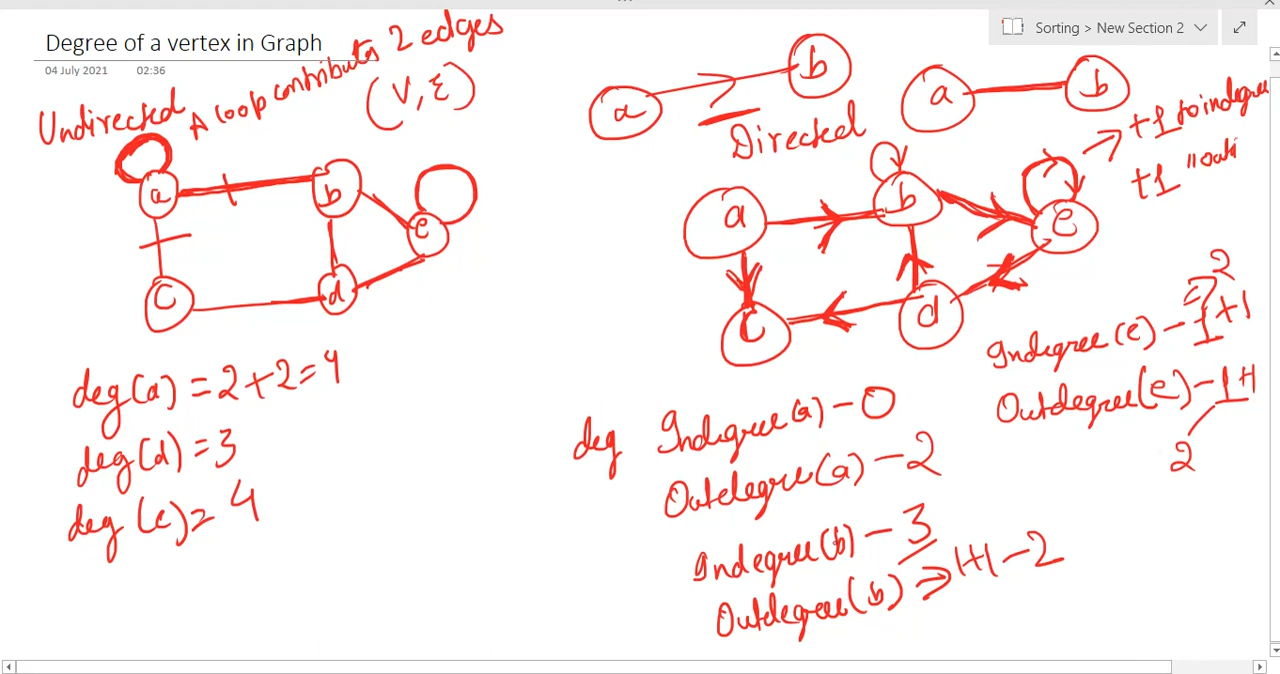 Sorting > New Section 2
Degree of a vertex in Graph
04 July 2021 02:36
Undirected
A loop contributes 2 edges
(V, E)
a
b
c
d
e
deg(a) = 2+2=4
deg(d) = 3
deg(e) = 4
a
b
Directed
a
b
+1 to indegree
+1 "
a
b
e
c
d
Indegree(e) - 1+1
= 2
Outdegree(e) - 1+1
2
deg
Indegree(a) - 0
Outdegree(a) - 2
Indegree(b) - 3
Outdegree(b) → 1+1 - 2